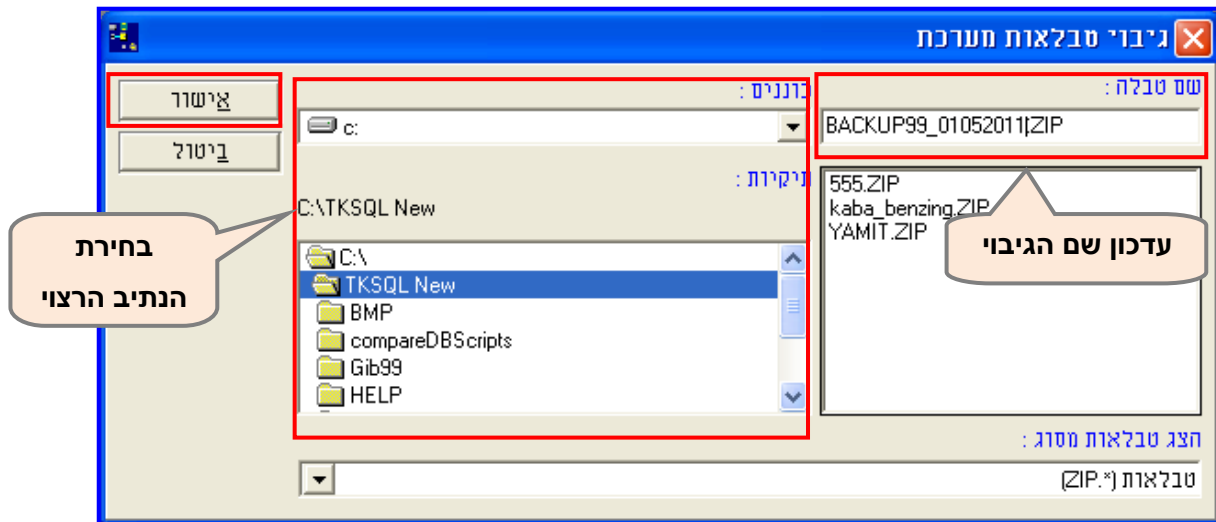 גיבוי טבלאות מערכת
שם טבלה :
BACKUP99_01052011.ZIP
555.ZIP
kaba_benzing.ZIP
YAMIT.ZIP
עדכון שם הגיבוי
כוננים :
c:
תיקיות :
C:\TKSQL New
C:\
TKSQL New
BMP
compareDBScripts
Gib99
HELP
אישור
ביטול
בחירת
הנתיב הרצוי
הצג טבלאות מסוג :
טבלאות (*.ZIP)